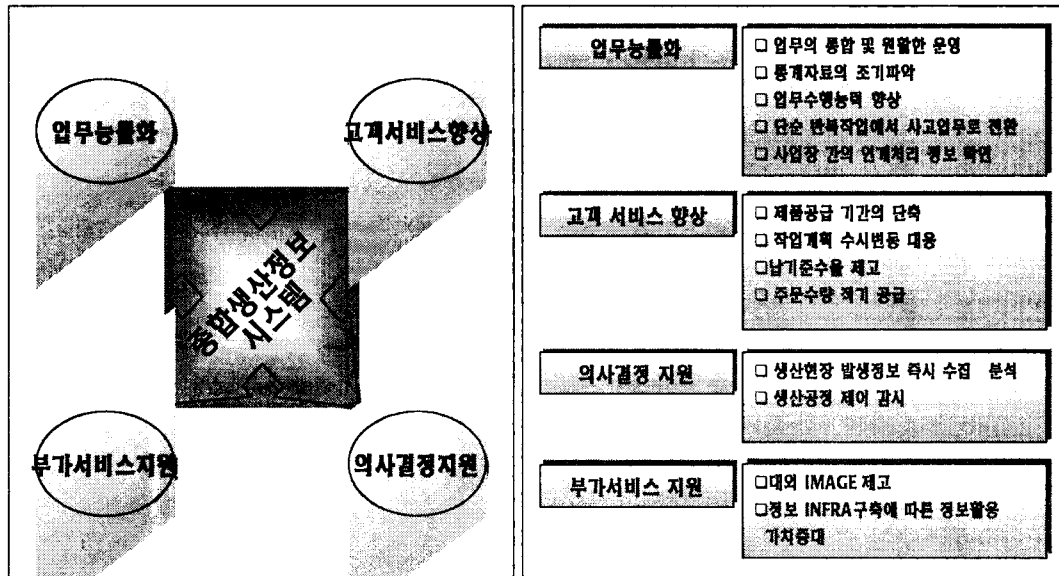 업무능률화
고객서비스향상
종합생산정보
시스템
부가서비스지원
의사결정지원
업무능률화
□ 업무의 통합 및 원활한 운영
□ 통계자료의 조기파악
□ 업무수행능력 향상
□ 단순 반복작업에서 사고업무로 전환
□ 사업장 간의 연계처리 정보 확인
고객 서비스 향상
□ 제품공급 기간의 단축
□ 작업계획 수시변동 대응
□납기준수율 제고
□ 주문수량 적기 공급
의사결정 지원
□ 생산현장 발생정보 즉시 수집 분석
□ 생산공정 제어 감시
부가서비스 지원
□대외 IMAGE 제고
□정보 INFRA구축에 따른 정보활용
가치증대